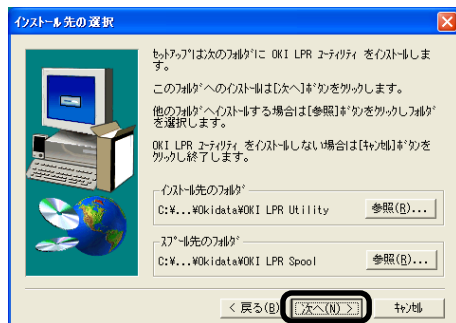 インストール先の選択
ｾｯﾄｱｯﾌﾟは次のﾌｫﾙﾀﾞに OKI LPR ﾕｰﾃｨﾘﾃｨ をｲﾝｽﾄｰﾙしま
す。
このﾌｫﾙﾀﾞへのｲﾝｽﾄｰﾙは[次へ]ﾎﾞﾀﾝをｸﾘｯｸします。
他のﾌｫﾙﾀﾞへｲﾝｽﾄｰﾙする場合は[参照]ﾎﾞﾀﾝをｸﾘｯｸしﾌｫﾙﾀﾞ
を選択します。
OKI LPR ﾕｰﾃｨﾘﾃｨ をｲﾝｽﾄｰﾙしない場合は[ｷｬﾝｾﾙ]ﾎﾞﾀﾝを
ｸﾘｯｸし終了します。
ｲﾝｽﾄｰﾙ先のﾌｫﾙﾀﾞ
C:¥...¥Okidata¥OKI LPR Utility 参照(R)...
ｽﾌﾟｰﾙ先のﾌｫﾙﾀﾞ
C:¥...¥Okidata¥OKI LPR Spool 参照(R)...
< 戻る(B) 次へ(N) > ｷｬﾝｾﾙ